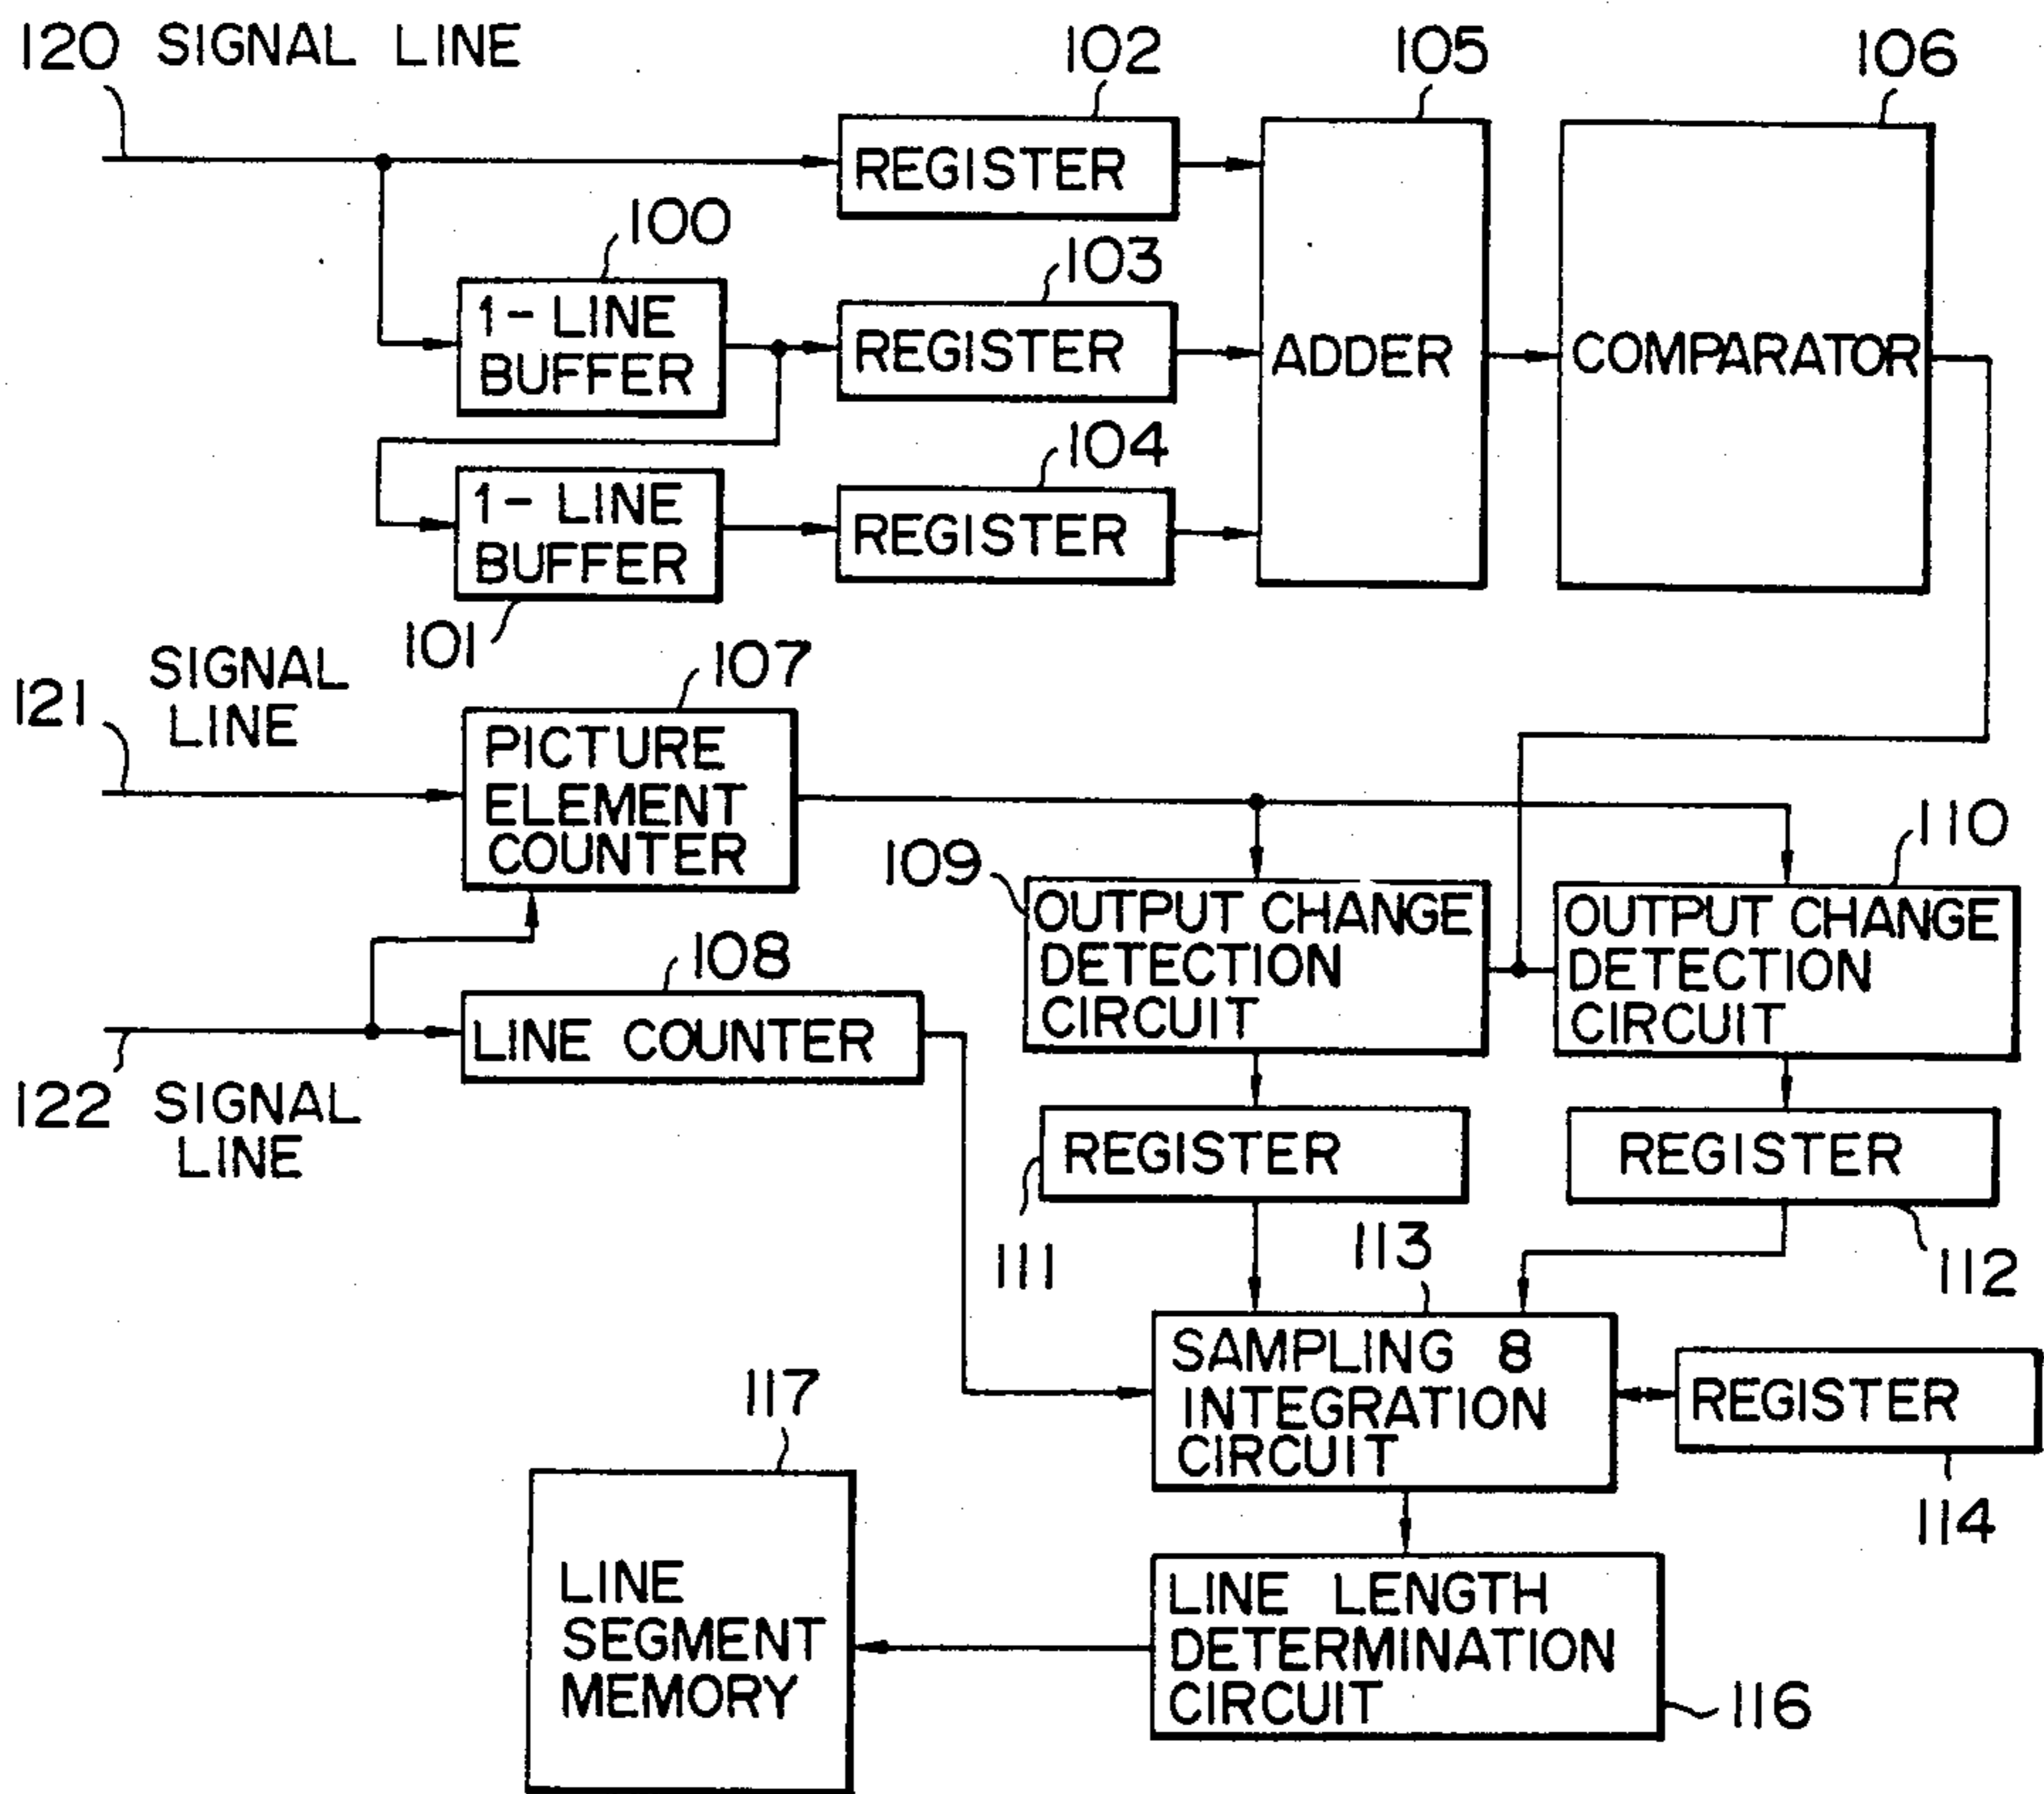 120 SIGNAL LINE
102
105
106
REGISTER
100
103
1-LINE
BUFFER
REGISTER
ADDER
COMPARATOR
104
1-LINE
BUFFER
REGISTER
101
SIGNAL
LINE
121
107
PICTURE
ELEMENT
COUNTER
109
110
OUTPUT CHANGE
DETECTION
CIRCUIT
OUTPUT CHANGE
DETECTION
CIRCUIT
108
LINE COUNTER
122 SIGNAL
LINE
REGISTER
REGISTER
111
113
112
SAMPLING 8
INTEGRATION
CIRCUIT
REGISTER
114
117
LINE
SEGMENT
MEMORY
LINE LENGTH
DETERMINATION
CIRCUIT
116